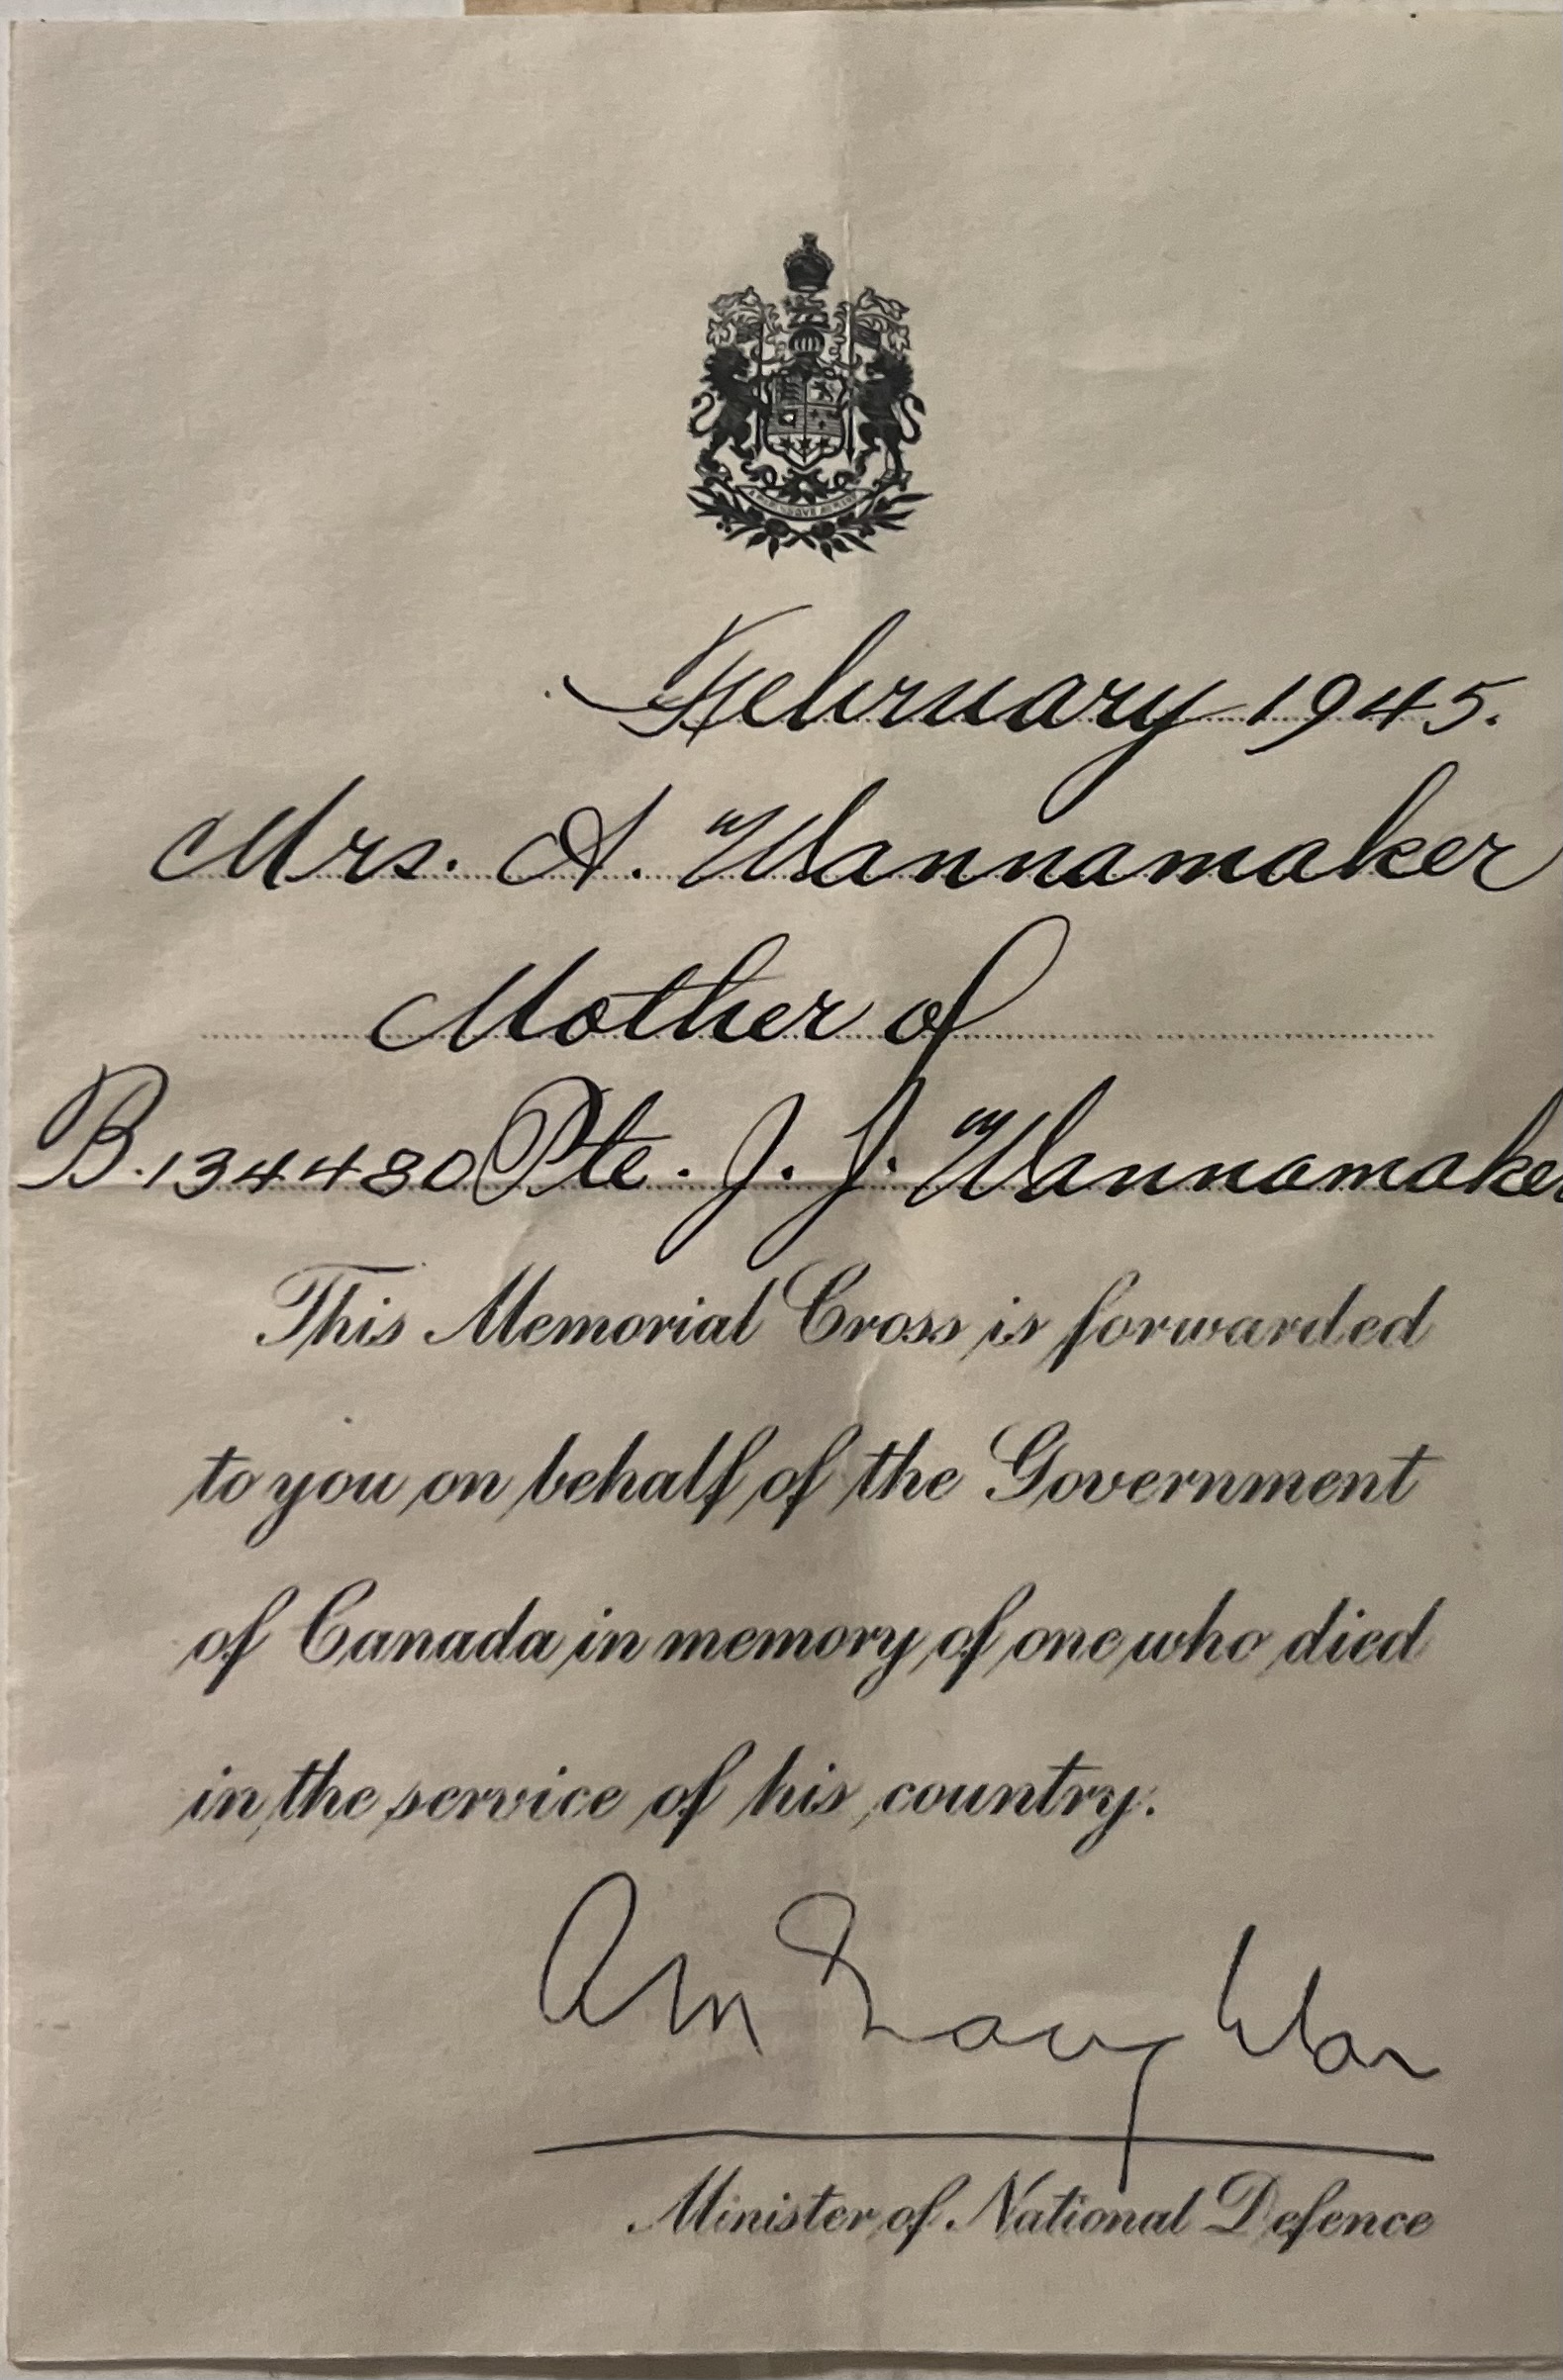 February 1945.
Mrs. A. Wannamaker
Mother of
B.134480 Pte. J. J. Wannamaker
This Memorial Cross is forwarded
to you on behalf of the Government
of Canada in memory of one who died
in the service of his country.
Minister of National Defence